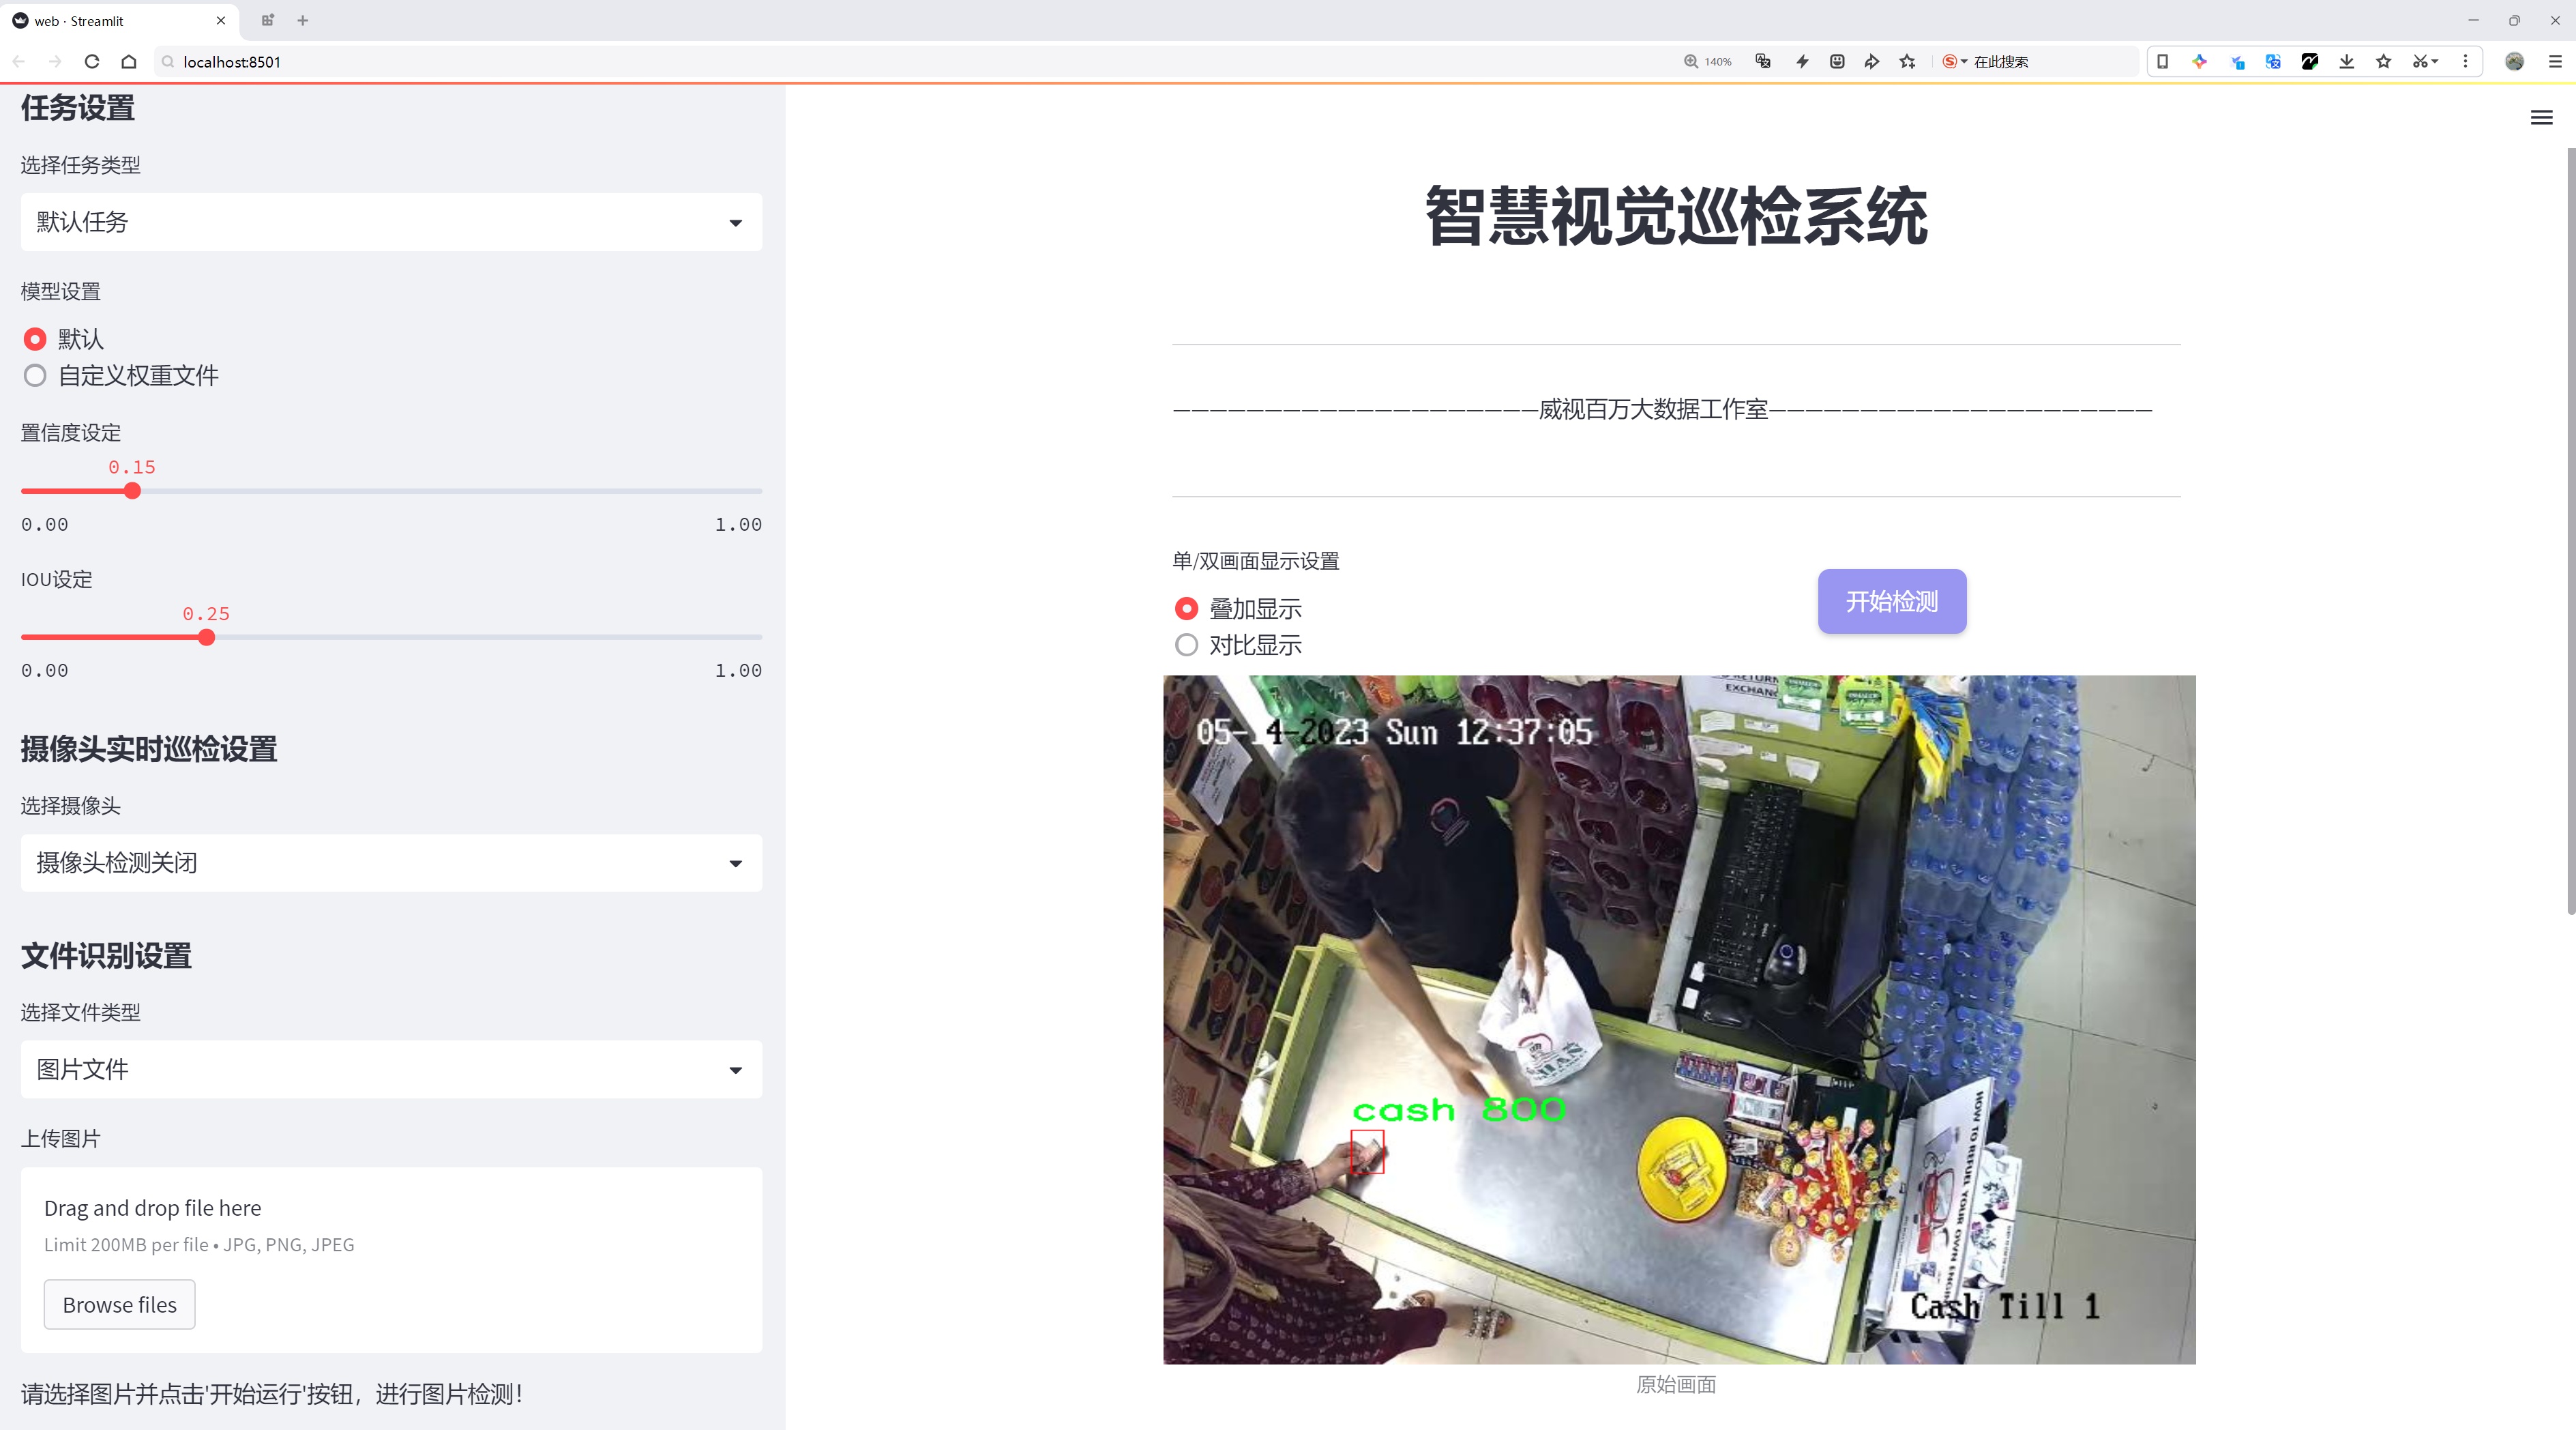 web · Streamlit
localhost:8501
140%
在此搜索
任务设置
选择任务类型
默认任务
模型设置
默认
自定义权重文件
置信度设定
0.15
0.00
1.00
IOU设定
0.25
0.00
1.00
摄像头实时巡检设置
选择摄像头
摄像头检测关闭
文件识别设置
选择文件类型
图片文件
上传图片
Drag and drop file here
Limit 200MB per file • JPG, PNG, JPEG
Browse files
请选择图片并点击'开始运行'按钮，进行图片检测！
智慧视觉巡检系统
————————————————————威视百万大数据工作室—————————————————————
单/双画面显示设置
叠加显示
对比显示
开始检测
05-14-2023 Sun 12:37:05
EXCHANG
cash 800
HOW TO REFUEL YOUR OWN
Cash Till 1
原始画面